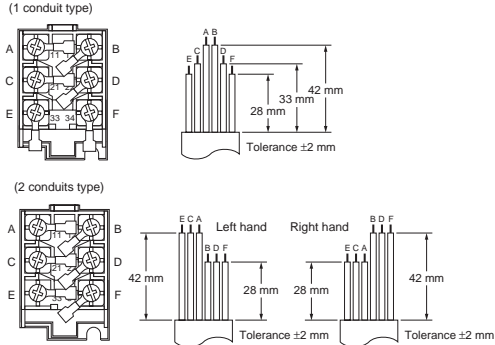 (1 conduit type)
A B
C D
E F
11
21
33 34
A B
C D
E F
42 mm
33 mm
28 mm
Tolerance ±2 mm
(2 conduits type)
A B
C D
E F
11
21
33
E C A
B D F
Left hand
42 mm
28 mm
Tolerance ±2 mm
Right hand
B D F
E C A
28 mm
42 mm
Tolerance ±2 mm